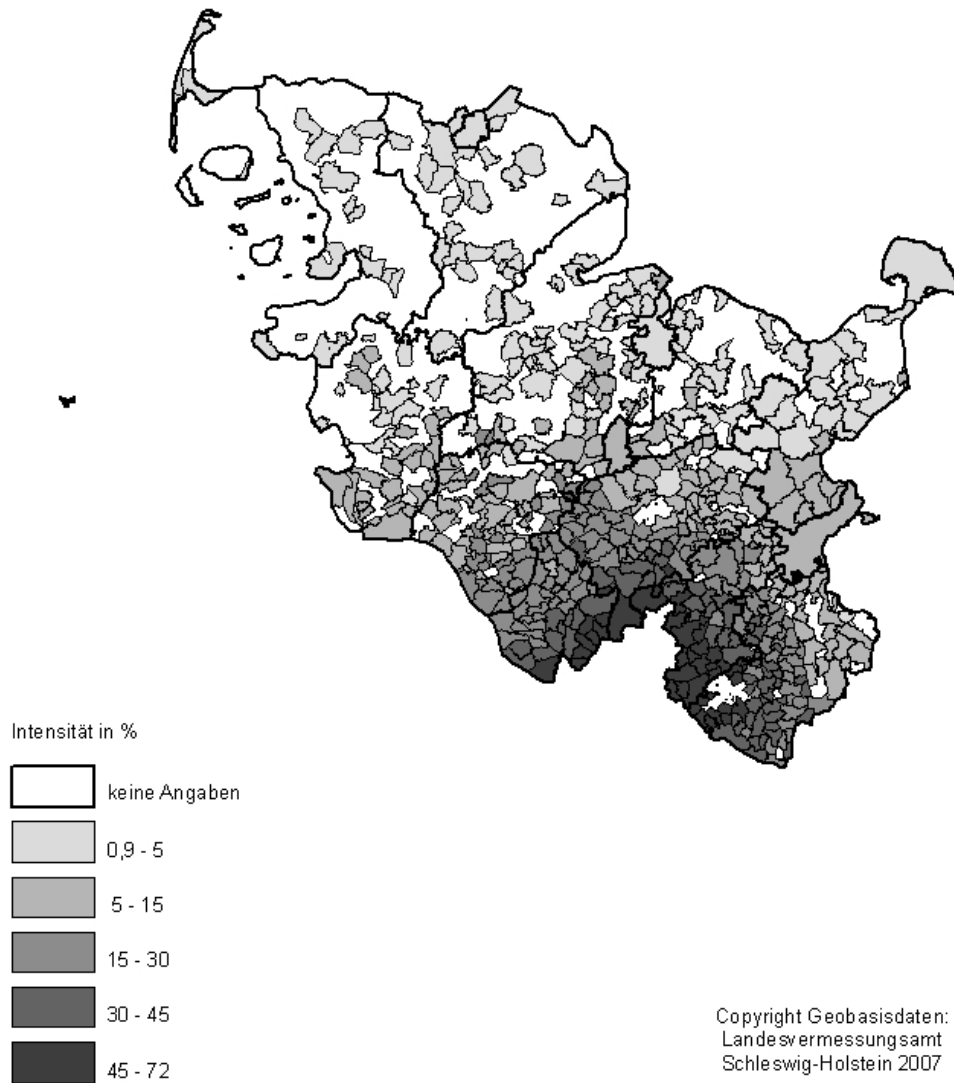 Intensität in %
keine Angaben
0,9 - 5
5 - 15
15 - 30
30 - 45
45 - 72
Copyright Geobasisdaten:
Landesvermessungsamt
Schleswig-Holstein 2007